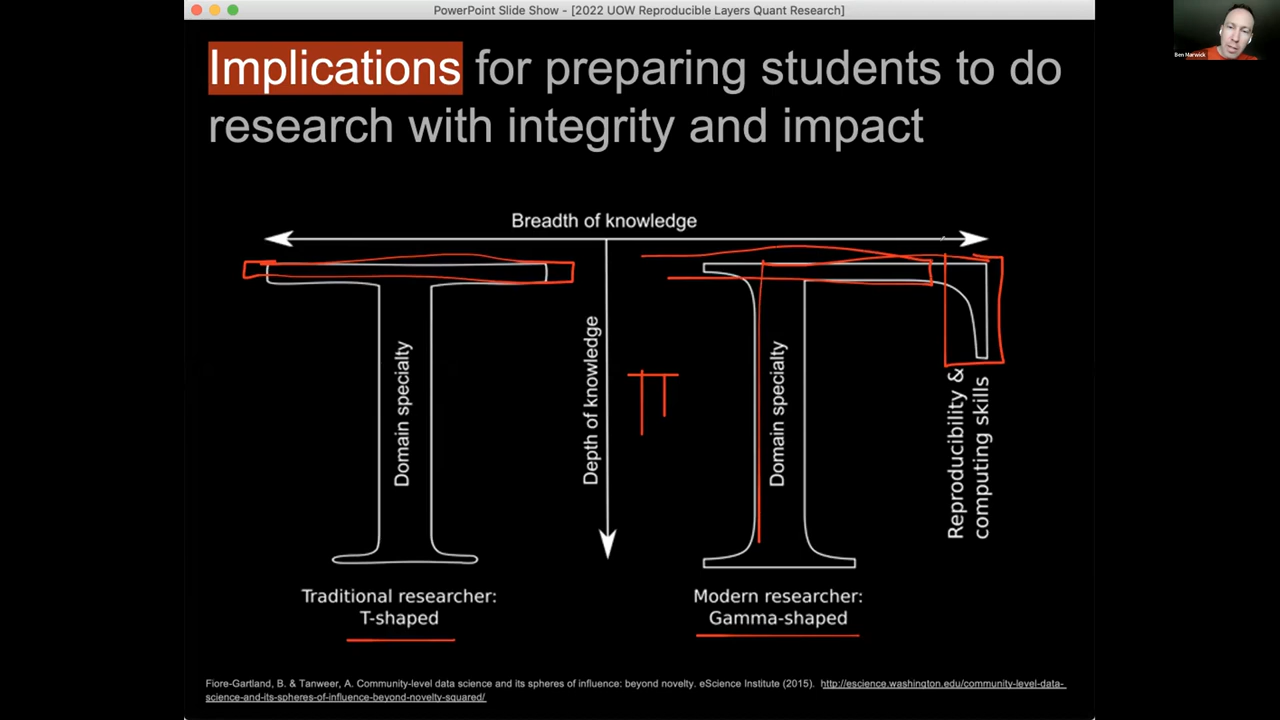 PowerPoint Slide Show - [2022 UOW Reproducible Layers Quant Research]
Ben Marwick
Implications for preparing students to do
research with integrity and impact
Breadth of knowledge
Depth of knowledge
Domain specialty
Domain specialty
Reproducibility &
computing skills
Traditional researcher:
T-shaped
Modern researcher:
Gamma-shaped
Fiore-Gartland, B. & Tanweer, A. Community-level data science and its spheres of influence: beyond novelty. eScience Institute (2015). http://escience.washington.edu/community-level-data-
science-and-its-spheres-of-influence-beyond-novelty-squared/